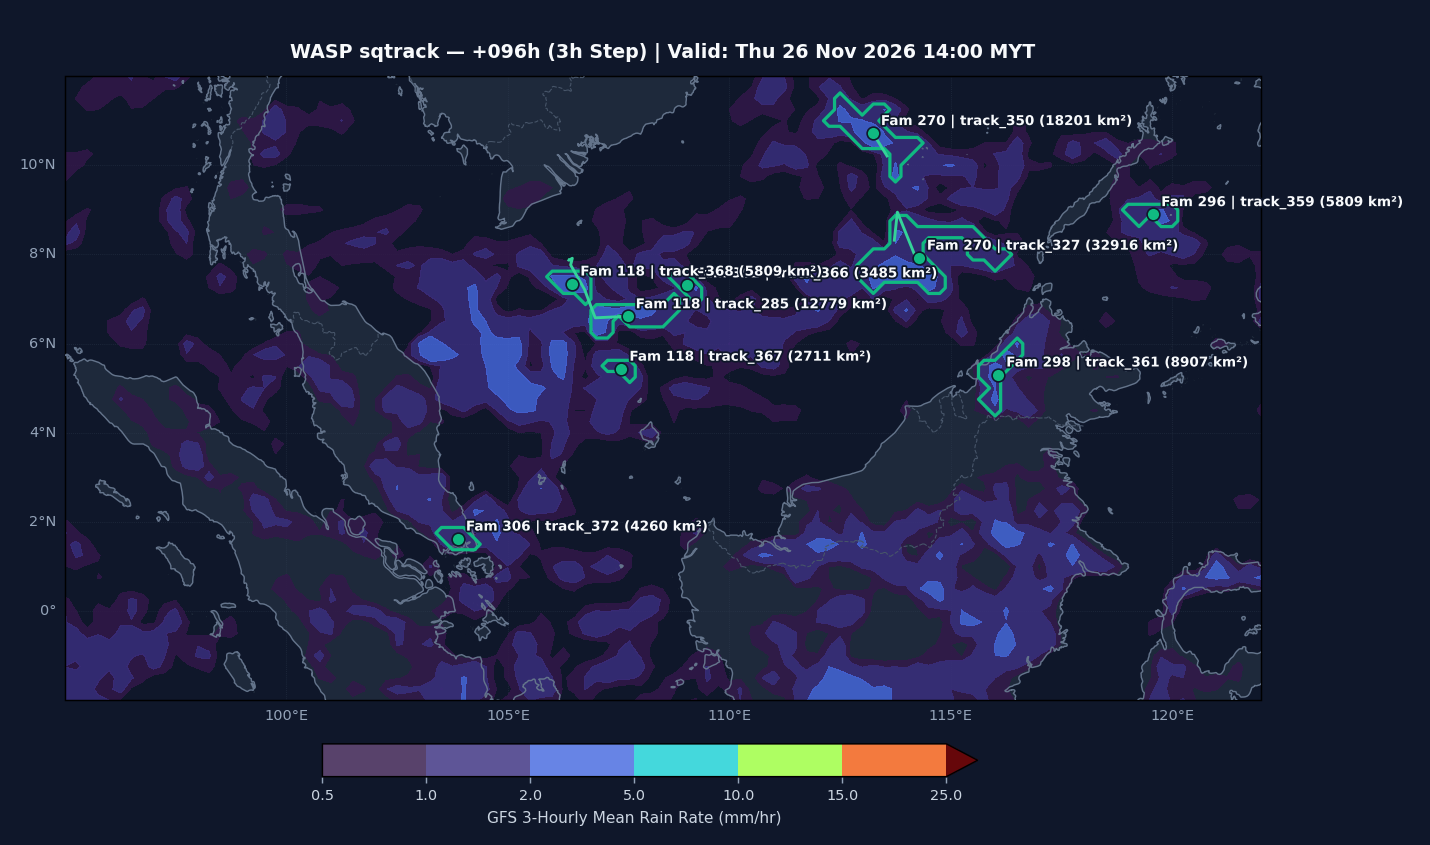 WASP sqtrack — +096h (3h Step) | Valid: Thu 26 Nov 2026 14:00 MYT
Fam 270 | track_350 (18201 km²)
10°N
Fam 296 | track_359 (5809 km²)
8°N
Fam 270 | track_327 (32916 km²)
Fam 118 | track_368 (5809 km²)
366 (3485 km²)
Fam 118 | track_285 (12779 km²)
6°N
Fam 118 | track_367 (2711 km²)
Fam 298 | track_361 (8907 km²)
4°N
2°N
Fam 306 | track_372 (4260 km²)
0°
100°E 105°E 110°E 115°E 120°E
0.5 1.0 2.0 5.0 10.0 15.0 25.0
GFS 3-Hourly Mean Rain Rate (mm/hr)